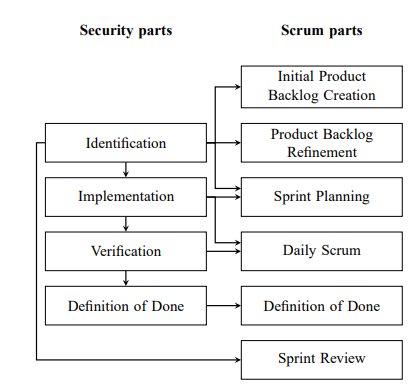 Security parts
Scrum parts
Initial Product
Backlog Creation
Identification
Product Backlog
Refinement
Implementation
Sprint Planning
Verification
Daily Scrum
Definition of Done
Definition of Done
Sprint Review